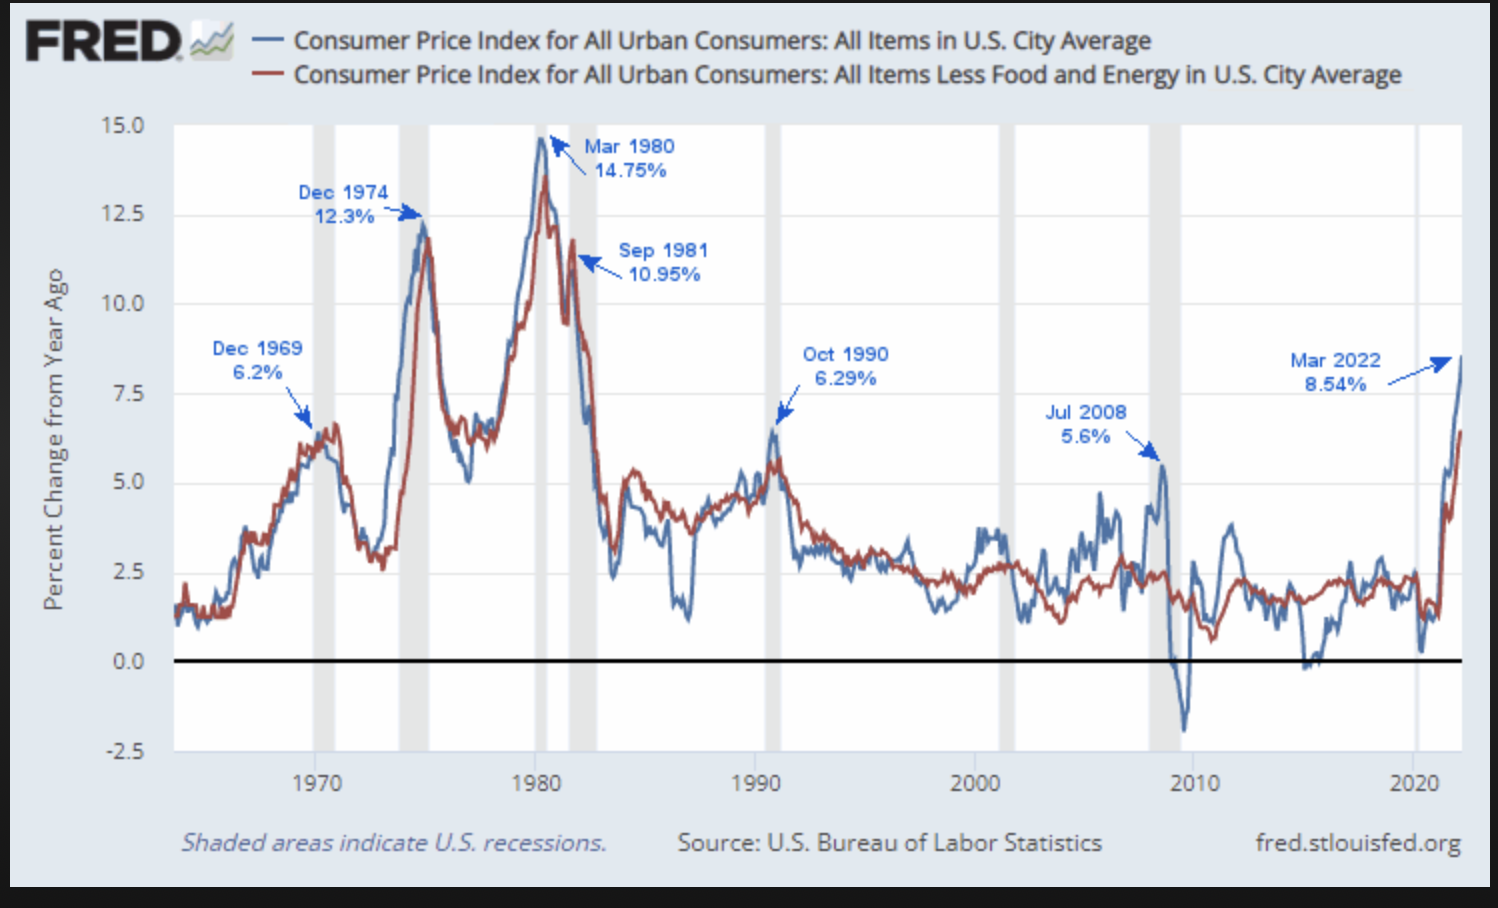 FRED
Consumer Price Index for All Urban Consumers: All Items in U.S. City Average
Consumer Price Index for All Urban Consumers: All Items Less Food and Energy in U.S. City Average
Percent Change from Year Ago
15.0
12.5
10.0
7.5
5.0
2.5
0.0
-2.5
Dec 1969
6.2%
Dec 1974
12.3%
Mar 1980
14.75%
Sep 1981
10.95%
Oct 1990
6.29%
Jul 2008
5.6%
Mar 2022
8.54%
1970
1980
1990
2000
2010
2020
Shaded areas indicate U.S. recessions.
Source: U.S. Bureau of Labor Statistics
fred.stlouisfed.org